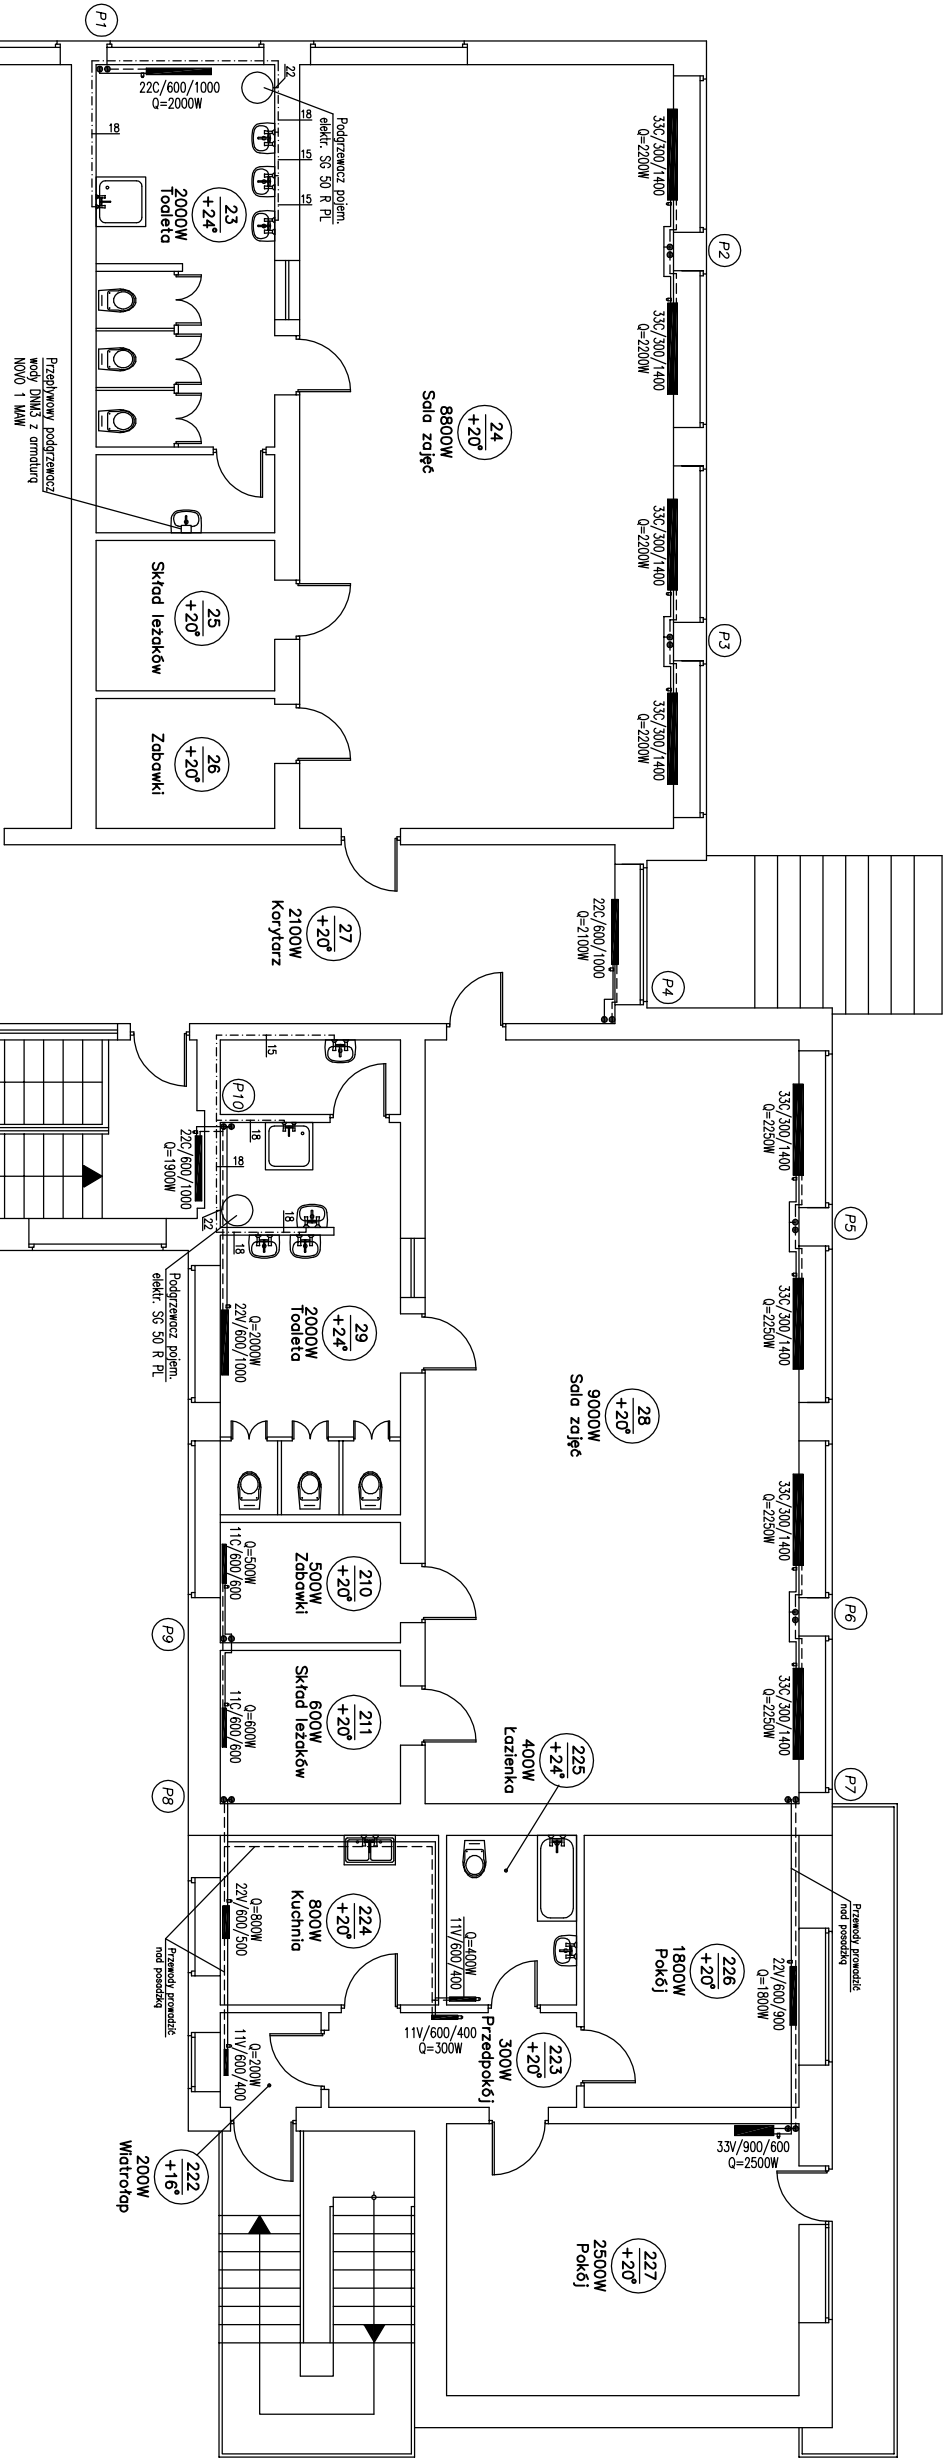 P1
22C/600/1000
Q=2000W
22
18
15
15
18
Podgrzewacz pojem.
elektr. SG 50 R PL
23
+24°
2000W
Toaleta
Przepływowy podgrzewacz
wody DNM3 z armaturą
NOVO 1 MAW
33C/300/1400
Q=2200W
P2
33C/300/1400
Q=2200W
33C/300/1400
Q=2200W
P3
33C/300/1400
Q=2200W
24
+20°
8800W
Sala zajęć
25
+20°
Skład leżaków
26
+20°
Zabawki
27
+20°
2100W
Korytarz
22C/600/1000
Q=2100W
P4
15
P10
18
18
22
18
18
22C/600/1000
Q=1900W
Podgrzewacz pojem.
elektr. SG 50 R PL
29
+24°
2000W
Toaleta
Q=2000W
22V/600/1000
33C/300/1400
Q=2250W
P5
33C/300/1400
Q=2250W
33C/300/1400
Q=2250W
P6
33C/300/1400
Q=2250W
P7
28
+20°
9000W
Sala zajęć
210
+20°
500W
Zabawki
Q=500W
11C/600/600
P9
211
+20°
600W
Skład leżaków
Q=600W
11C/600/600
P8
225
+24°
400W
Łazienka
Q=400W
11V/600/400
224
+20°
800W
Kuchnia
Q=800W
22V/600/500
Przewody prowadzić
nad posadzką
226
+20°
1800W
Pokój
22V/600/900
Q=1800W
Przewody prowadzić
nad posadzką
11V/600/400
Q=300W
223
+20°
300W
Przedpokój
Q=200W
11V/600/400
222
+16°
200W
Wiatrołap
33V/900/600
Q=2500W
227
+20°
2500W
Pokój